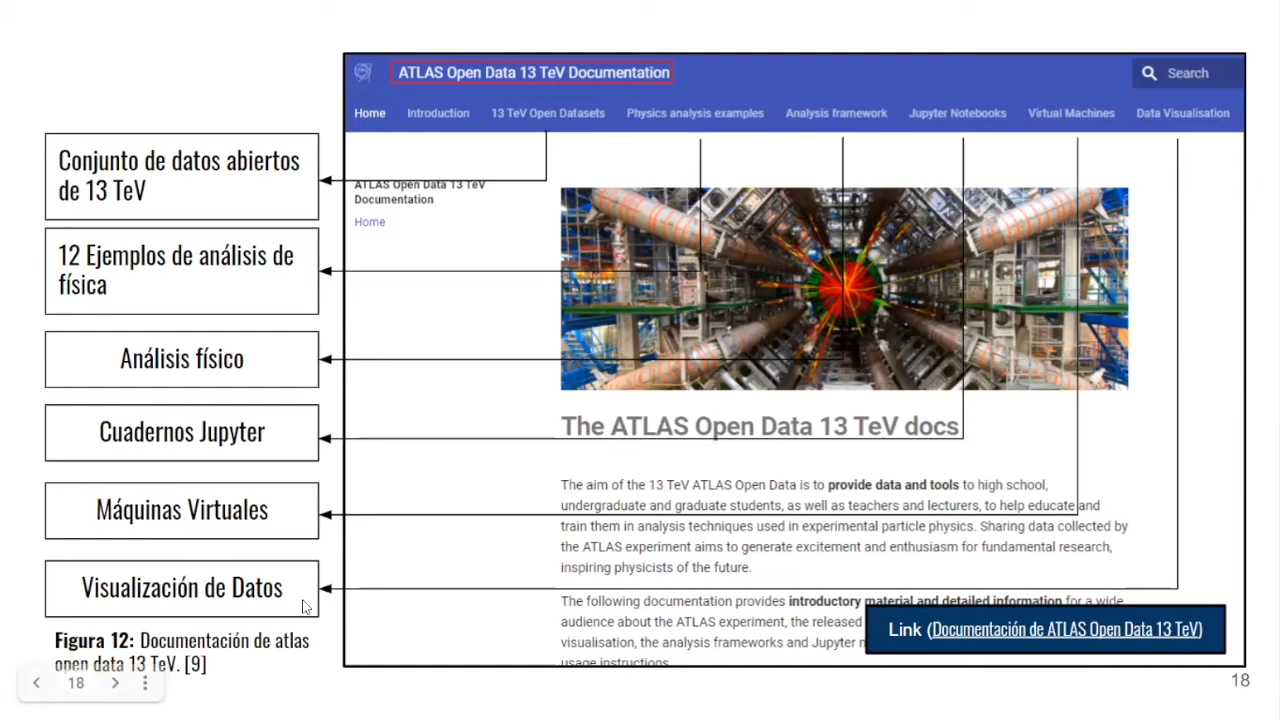 ATLAS Open Data 13 TeV Documentation
Search
Home Introduction 13 TeV Open Datasets Physics analysis examples Analysis framework Jupyter Notebooks Virtual Machines Data Visualisation
Conjunto de datos abiertos
de 13 TeV
12 Ejemplos de análisis de
física
Análisis físico
Cuadernos Jupyter
Máquinas Virtuales
Visualización de Datos
Figura 12: Documentación de atlas
open data 13 TeV. [9]
ATLAS Open Data 13 TeV
Documentation
Home
The ATLAS Open Data 13 TeV docs
The aim of the 13 TeV ATLAS Open Data is to provide data and tools to high school,
undergraduate and graduate students, as well as teachers and lecturers, to help educate and
train them in analysis techniques used in experimental particle physics. Sharing data collected by
the ATLAS experiment aims to generate excitement and enthusiasm for fundamental research,
inspiring physicists of the future.
The following documentation provides introductory material and detailed information for a wide
audience about the ATLAS experiment, the released
visualisation, the analysis frameworks and Jupyter
usage instructions.
Link (Documentación de ATLAS Open Data 13 TeV)
18
18